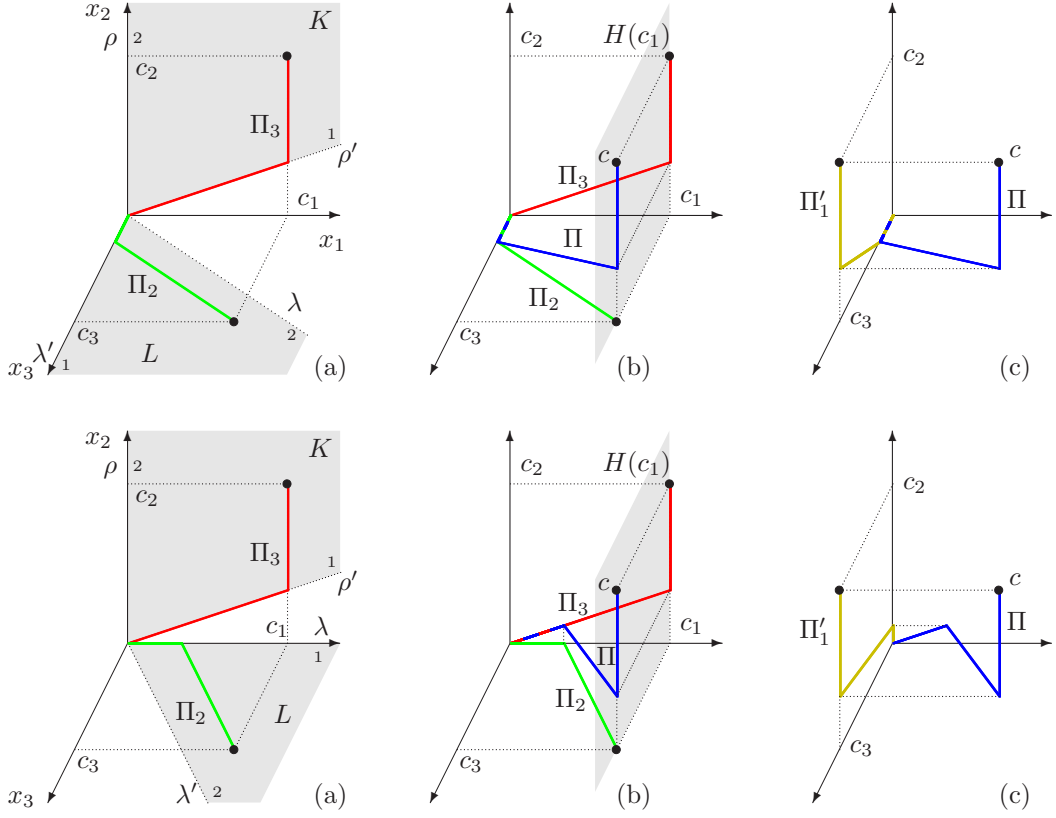 x₂ K H(c₁)
ρ 2 c₂ c₂
c₂
Π₃ 1 c c
ρ′ Π₃ Π′₁ Π
c₁ c₁
x₁ Π
Π₂ Π₂
λ
c₃ 2 c₃ c₃
λ′ 1 L
x₃ (a) (b) (c)
x₂ K H(c₁)
ρ 2 c₂ c₂
c₂
Π₃ 1 c c
ρ′ Π₃ Π′₁ Π
c₁ λ c₁
1 Π
Π₂ L Π₂
c₃ c₃ c₃
x₃ λ′ 2 (a) (b) (c)